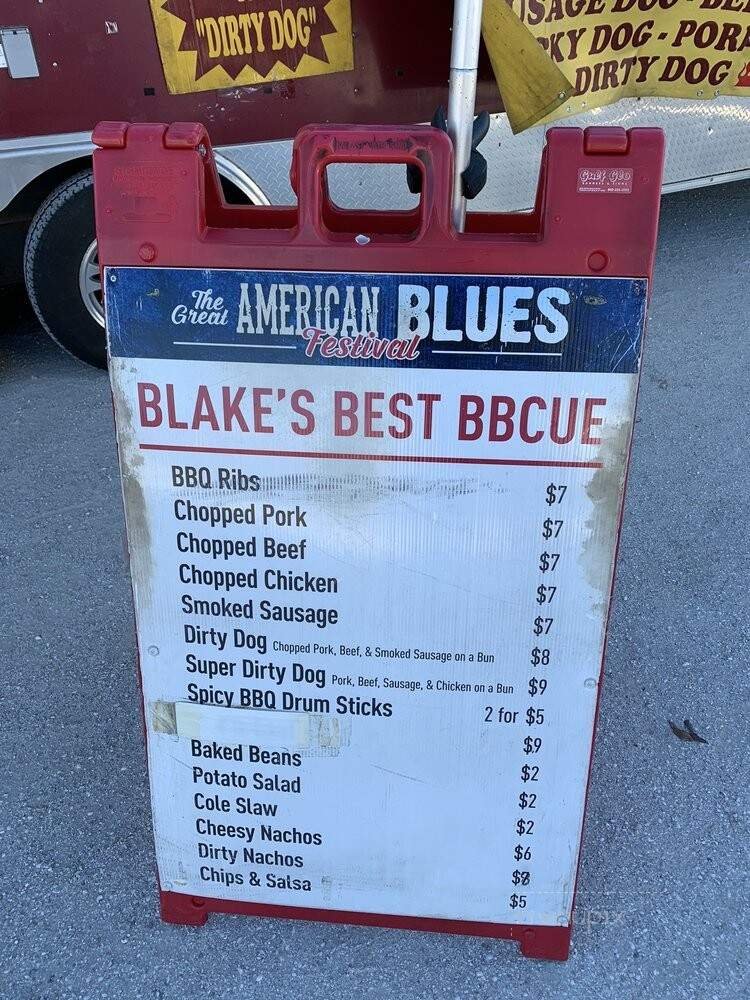 "DIRTY DOG"
KY DOG - POR
DIRTY DOG
The Great AMERICAN BLUES
Festival
BLAKE'S BEST BBCUE
BBQ Ribs $7
Chopped Pork $7
Chopped Beef $7
Chopped Chicken $7
Smoked Sausage $7
Dirty Dog Chopped Pork, Beef, & Smoked Sausage on a Bun $8
Super Dirty Dog Pork, Beef, Sausage, & Chicken on a Bun $9
Spicy BBQ Drum Sticks 2 for $5
$9
Baked Beans $2
Potato Salad $2
Cole Slaw $2
Cheesy Nachos $6
Dirty Nachos
Chips & Salsa $5